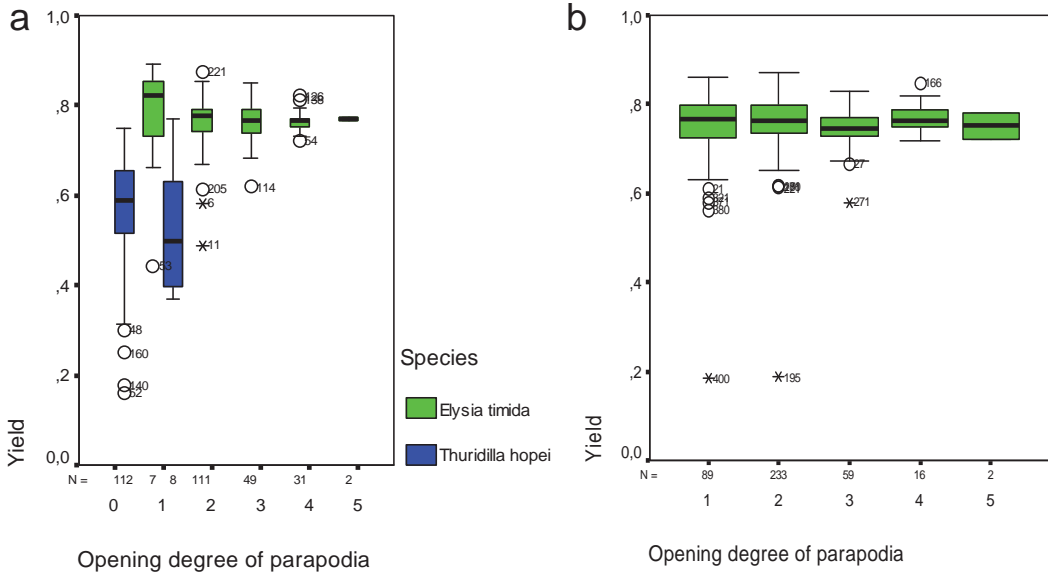 a
b
1,0
1,0
221
126
166
,8
,8
54
27
205
114
,6
6
21
,6
271
380
11
53
,4
,4
48
Species
160
,2
140
Elysia timida
400
195
,2
52
Yield
Thuridilla hopei
Yield
0,0
0,0
N = 112 7 8 111 49 31 2
N = 89 233 59 16 2
0 1 2 3 4 5
1 2 3 4 5
Opening degree of parapodia
Opening degree of parapodia